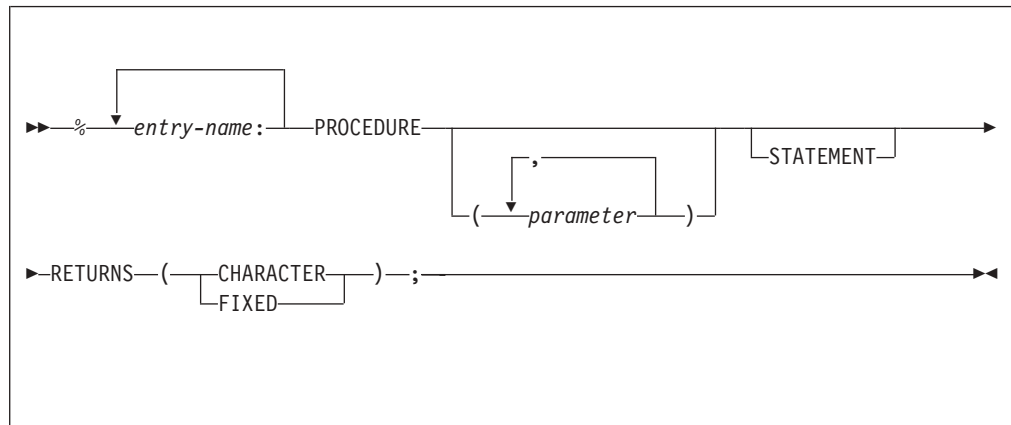 ,
% entry-name: PROCEDURE
STATEMENT
( parameter )
RETURNS ( CHARACTER ) ;
FIXED